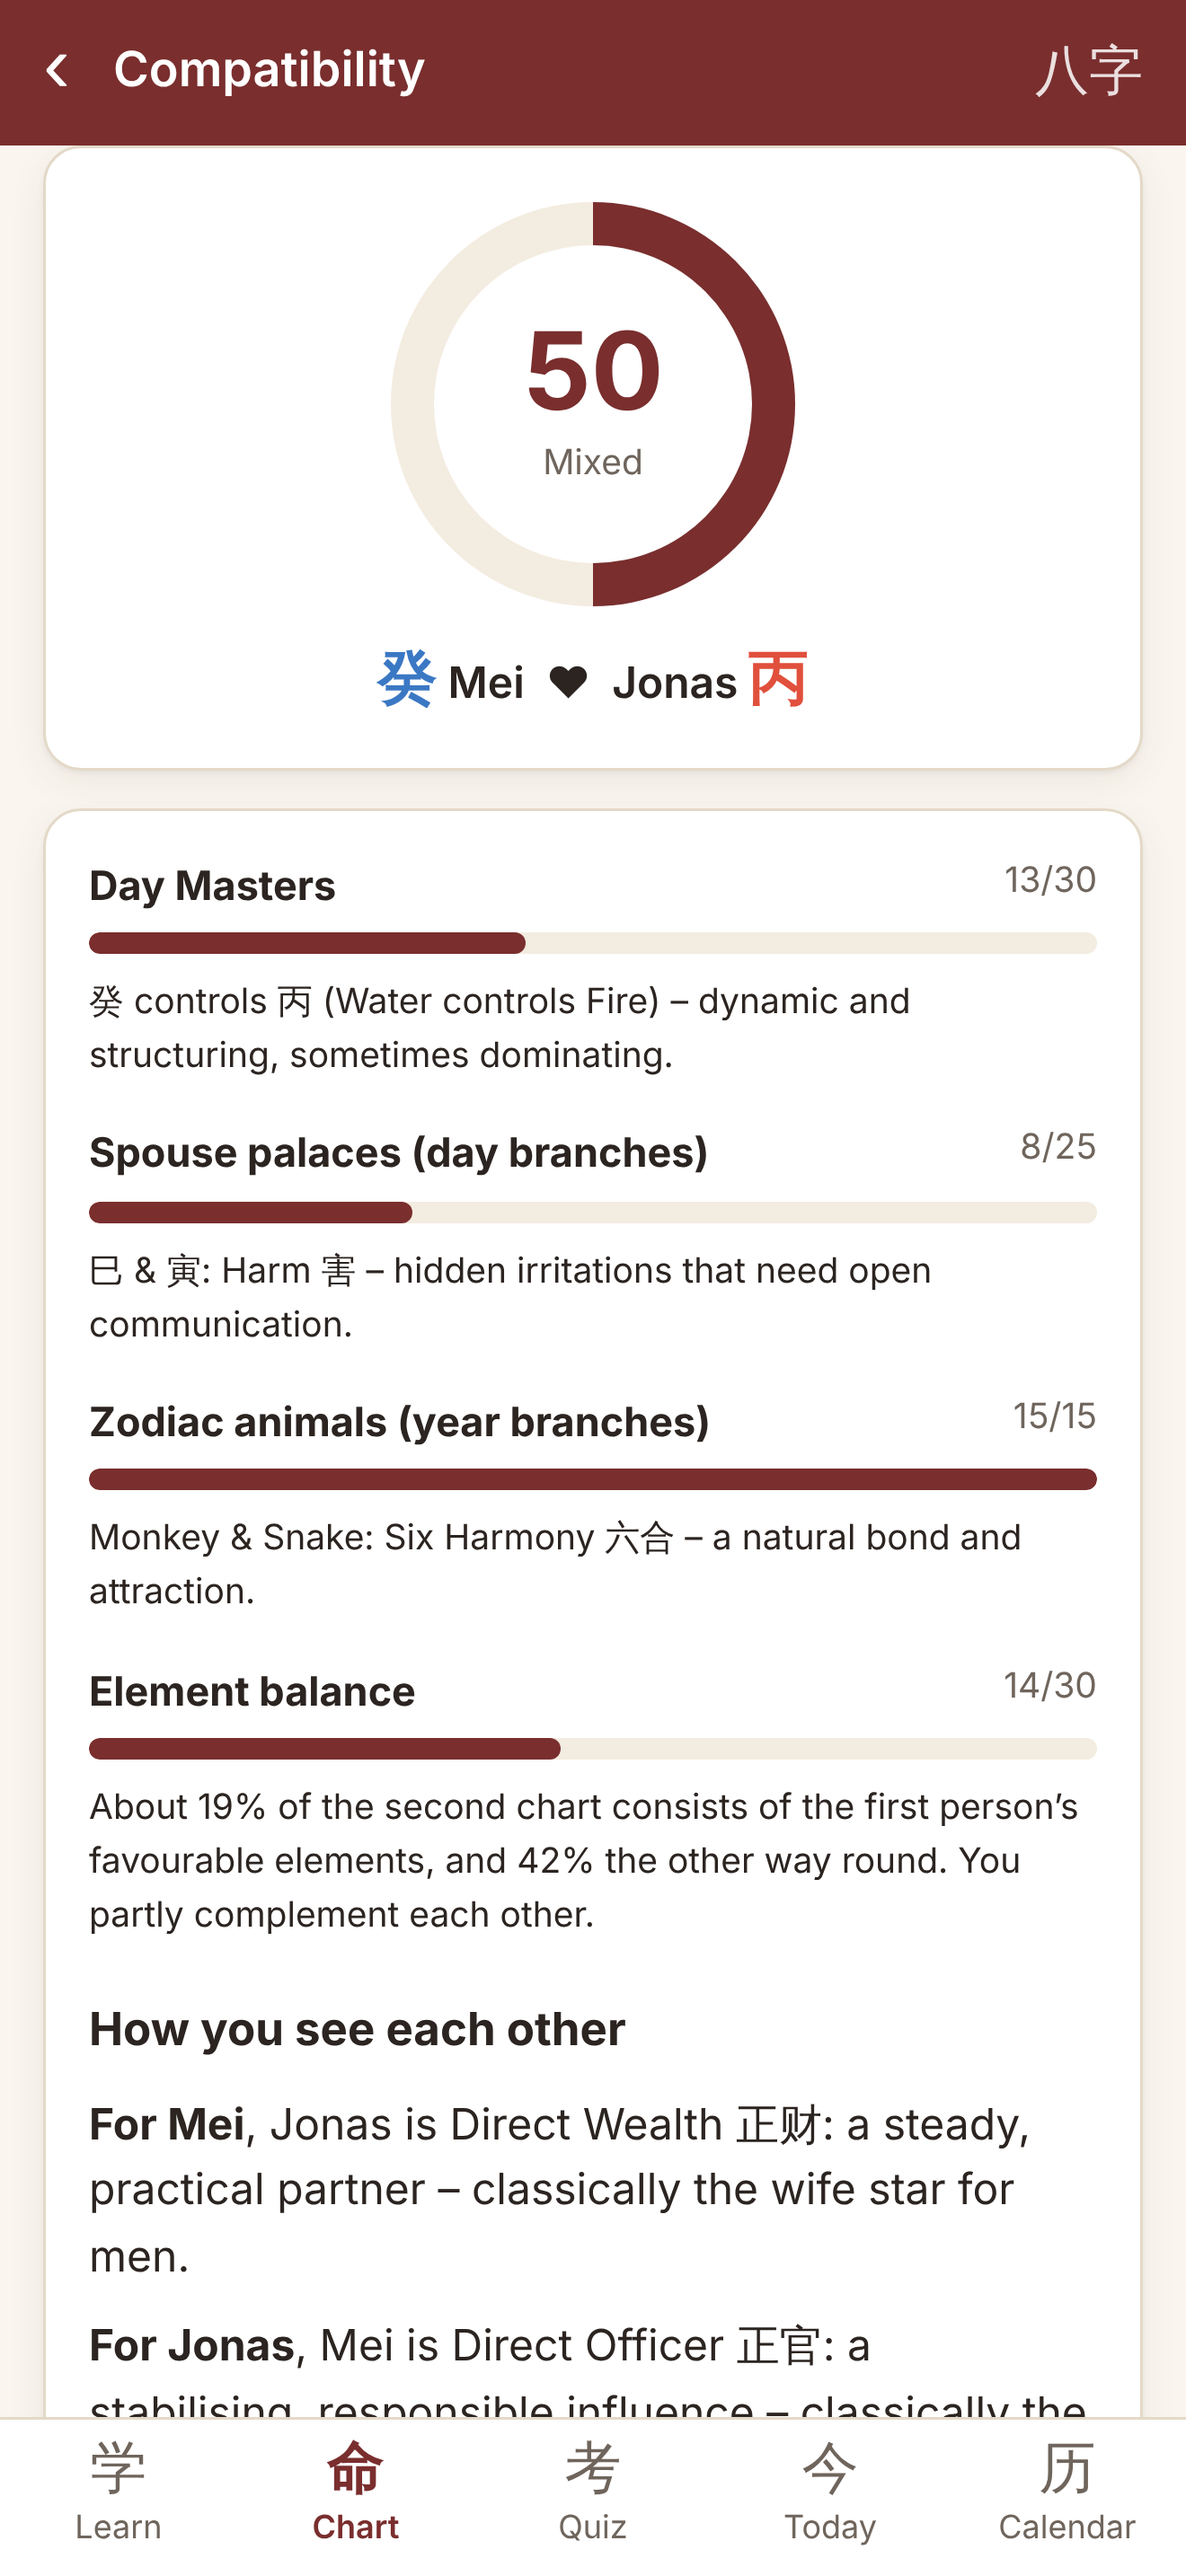 Compatibility
八字
50
Mixed
癸 Mei ♥ Jonas 丙
Day Masters 13/30
癸 controls 丙 (Water controls Fire) – dynamic and
structuring, sometimes dominating.
Spouse palaces (day branches) 8/25
巳 & 寅: Harm 害 – hidden irritations that need open
communication.
Zodiac animals (year branches) 15/15
Monkey & Snake: Six Harmony 六合 – a natural bond and
attraction.
Element balance 14/30
About 19% of the second chart consists of the first person’s
favourable elements, and 42% the other way round. You
partly complement each other.
How you see each other
For Mei, Jonas is Direct Wealth 正财: a steady,
practical partner – classically the wife star for
men.
For Jonas, Mei is Direct Officer 正官: a
stabilising, responsible influence – classically the
学 命 考 今 历
Learn Chart Quiz Today Calendar